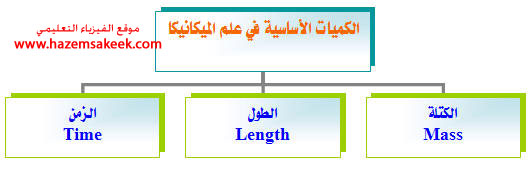 موقع الفيزياء التعليمي
www.hazemsakeek.com
الكميات الأساسية في علم الميكانيكا
الكتلة
Mass
الطول
Length
الزمن
Time